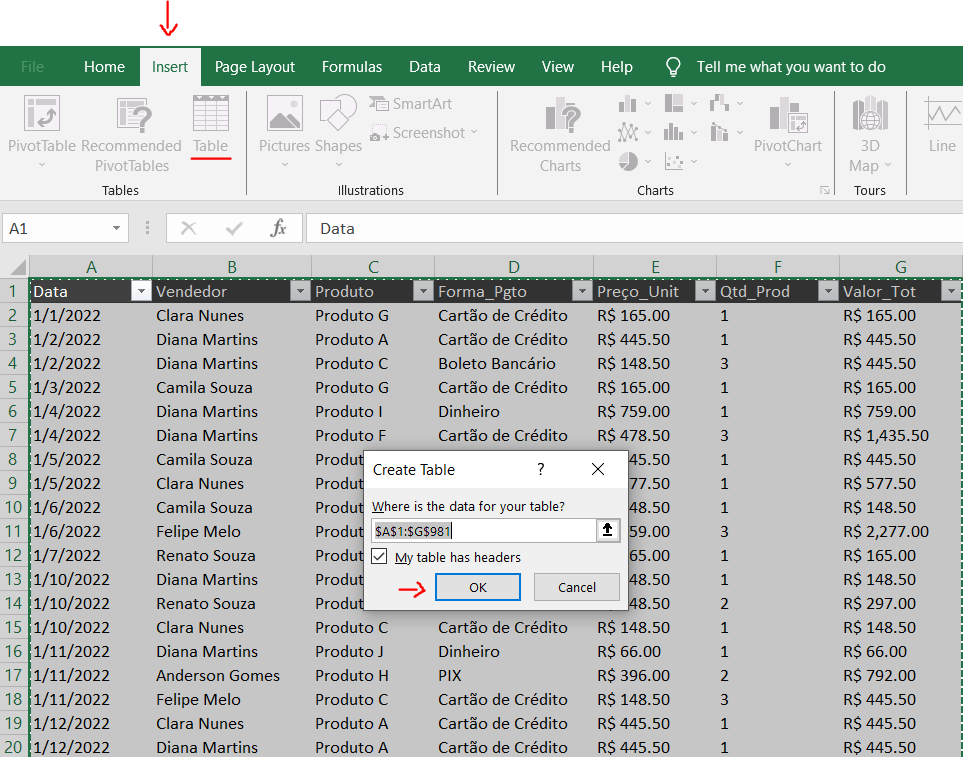 File Home Insert Page Layout Formulas Data Review View Help Tell me what you want to do
PivotTable Recommended PivotTables Table
Tables
Pictures Shapes SmartArt Screenshot
Illustrations
Recommended Charts PivotChart
Charts
3D Map
Tours
Line
A1 fx Data
A B C D E F G
1 Data Vendedor Produto Forma_Pgto Preço_Unit Qtd_Prod Valor_Tot
2 1/1/2022 Clara Nunes Produto G Cartão de Crédito R$ 165.00 1 R$ 165.00
3 1/2/2022 Diana Martins Produto A Cartão de Crédito R$ 445.50 1 R$ 445.50
4 1/2/2022 Diana Martins Produto C Boleto Bancário R$ 148.50 3 R$ 445.50
5 1/3/2022 Camila Souza Produto G Cartão de Crédito R$ 165.00 1 R$ 165.00
6 1/4/2022 Diana Martins Produto I Dinheiro R$ 759.00 1 R$ 759.00
7 1/4/2022 Diana Martins Produto F Cartão de Crédito R$ 478.50 3 R$ 1,435.50
8 1/5/2022 Camila Souza Produt 45.50 1 R$ 445.50
9 1/5/2022 Clara Nunes Produt 77.50 1 R$ 577.50
10 1/6/2022 Camila Souza Produt 48.50 1 R$ 148.50
11 1/6/2022 Felipe Melo Produt 59.00 3 R$ 2,277.00
12 1/7/2022 Renato Souza Produt 65.00 1 R$ 165.00
13 1/10/2022 Diana Martins Produt 48.50 1 R$ 148.50
14 1/10/2022 Renato Souza Produt 48.50 2 R$ 297.00
15 1/10/2022 Clara Nunes Produto C Cartão de Crédito R$ 148.50 1 R$ 148.50
16 1/11/2022 Diana Martins Produto J Dinheiro R$ 66.00 1 R$ 66.00
17 1/11/2022 Anderson Gomes Produto H PIX R$ 396.00 2 R$ 792.00
18 1/11/2022 Felipe Melo Produto C Cartão de Crédito R$ 148.50 3 R$ 445.50
19 1/12/2022 Clara Nunes Produto A Cartão de Crédito R$ 445.50 1 R$ 445.50
20 1/12/2022 Diana Martins Produto A Cartão de Crédito R$ 445.50 1 R$ 445.50
Create Table ?
Where is the data for your table?
$A$1:$G$981
My table has headers
OK Cancel